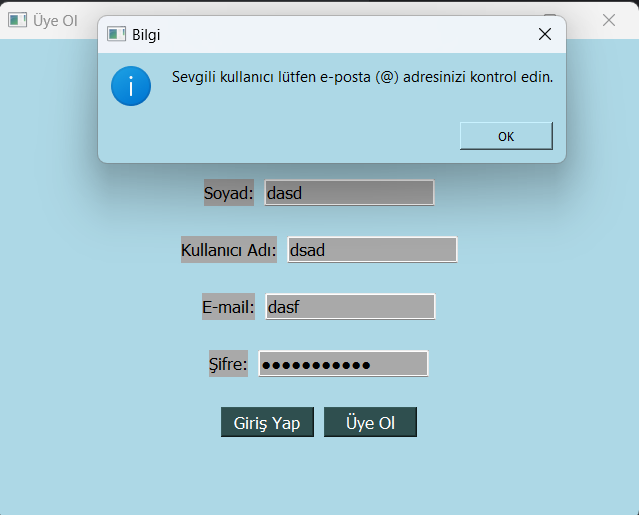 Üye Ol
Bilgi
Sevgili kullanıcı lütfen e-posta (@) adresinizi kontrol edin.
OK
Soyad: dasd
Kullanıcı Adı: dsad
E-mail: dasf
Şifre: ●●●●●●●●●●●
Giriş Yap Üye Ol